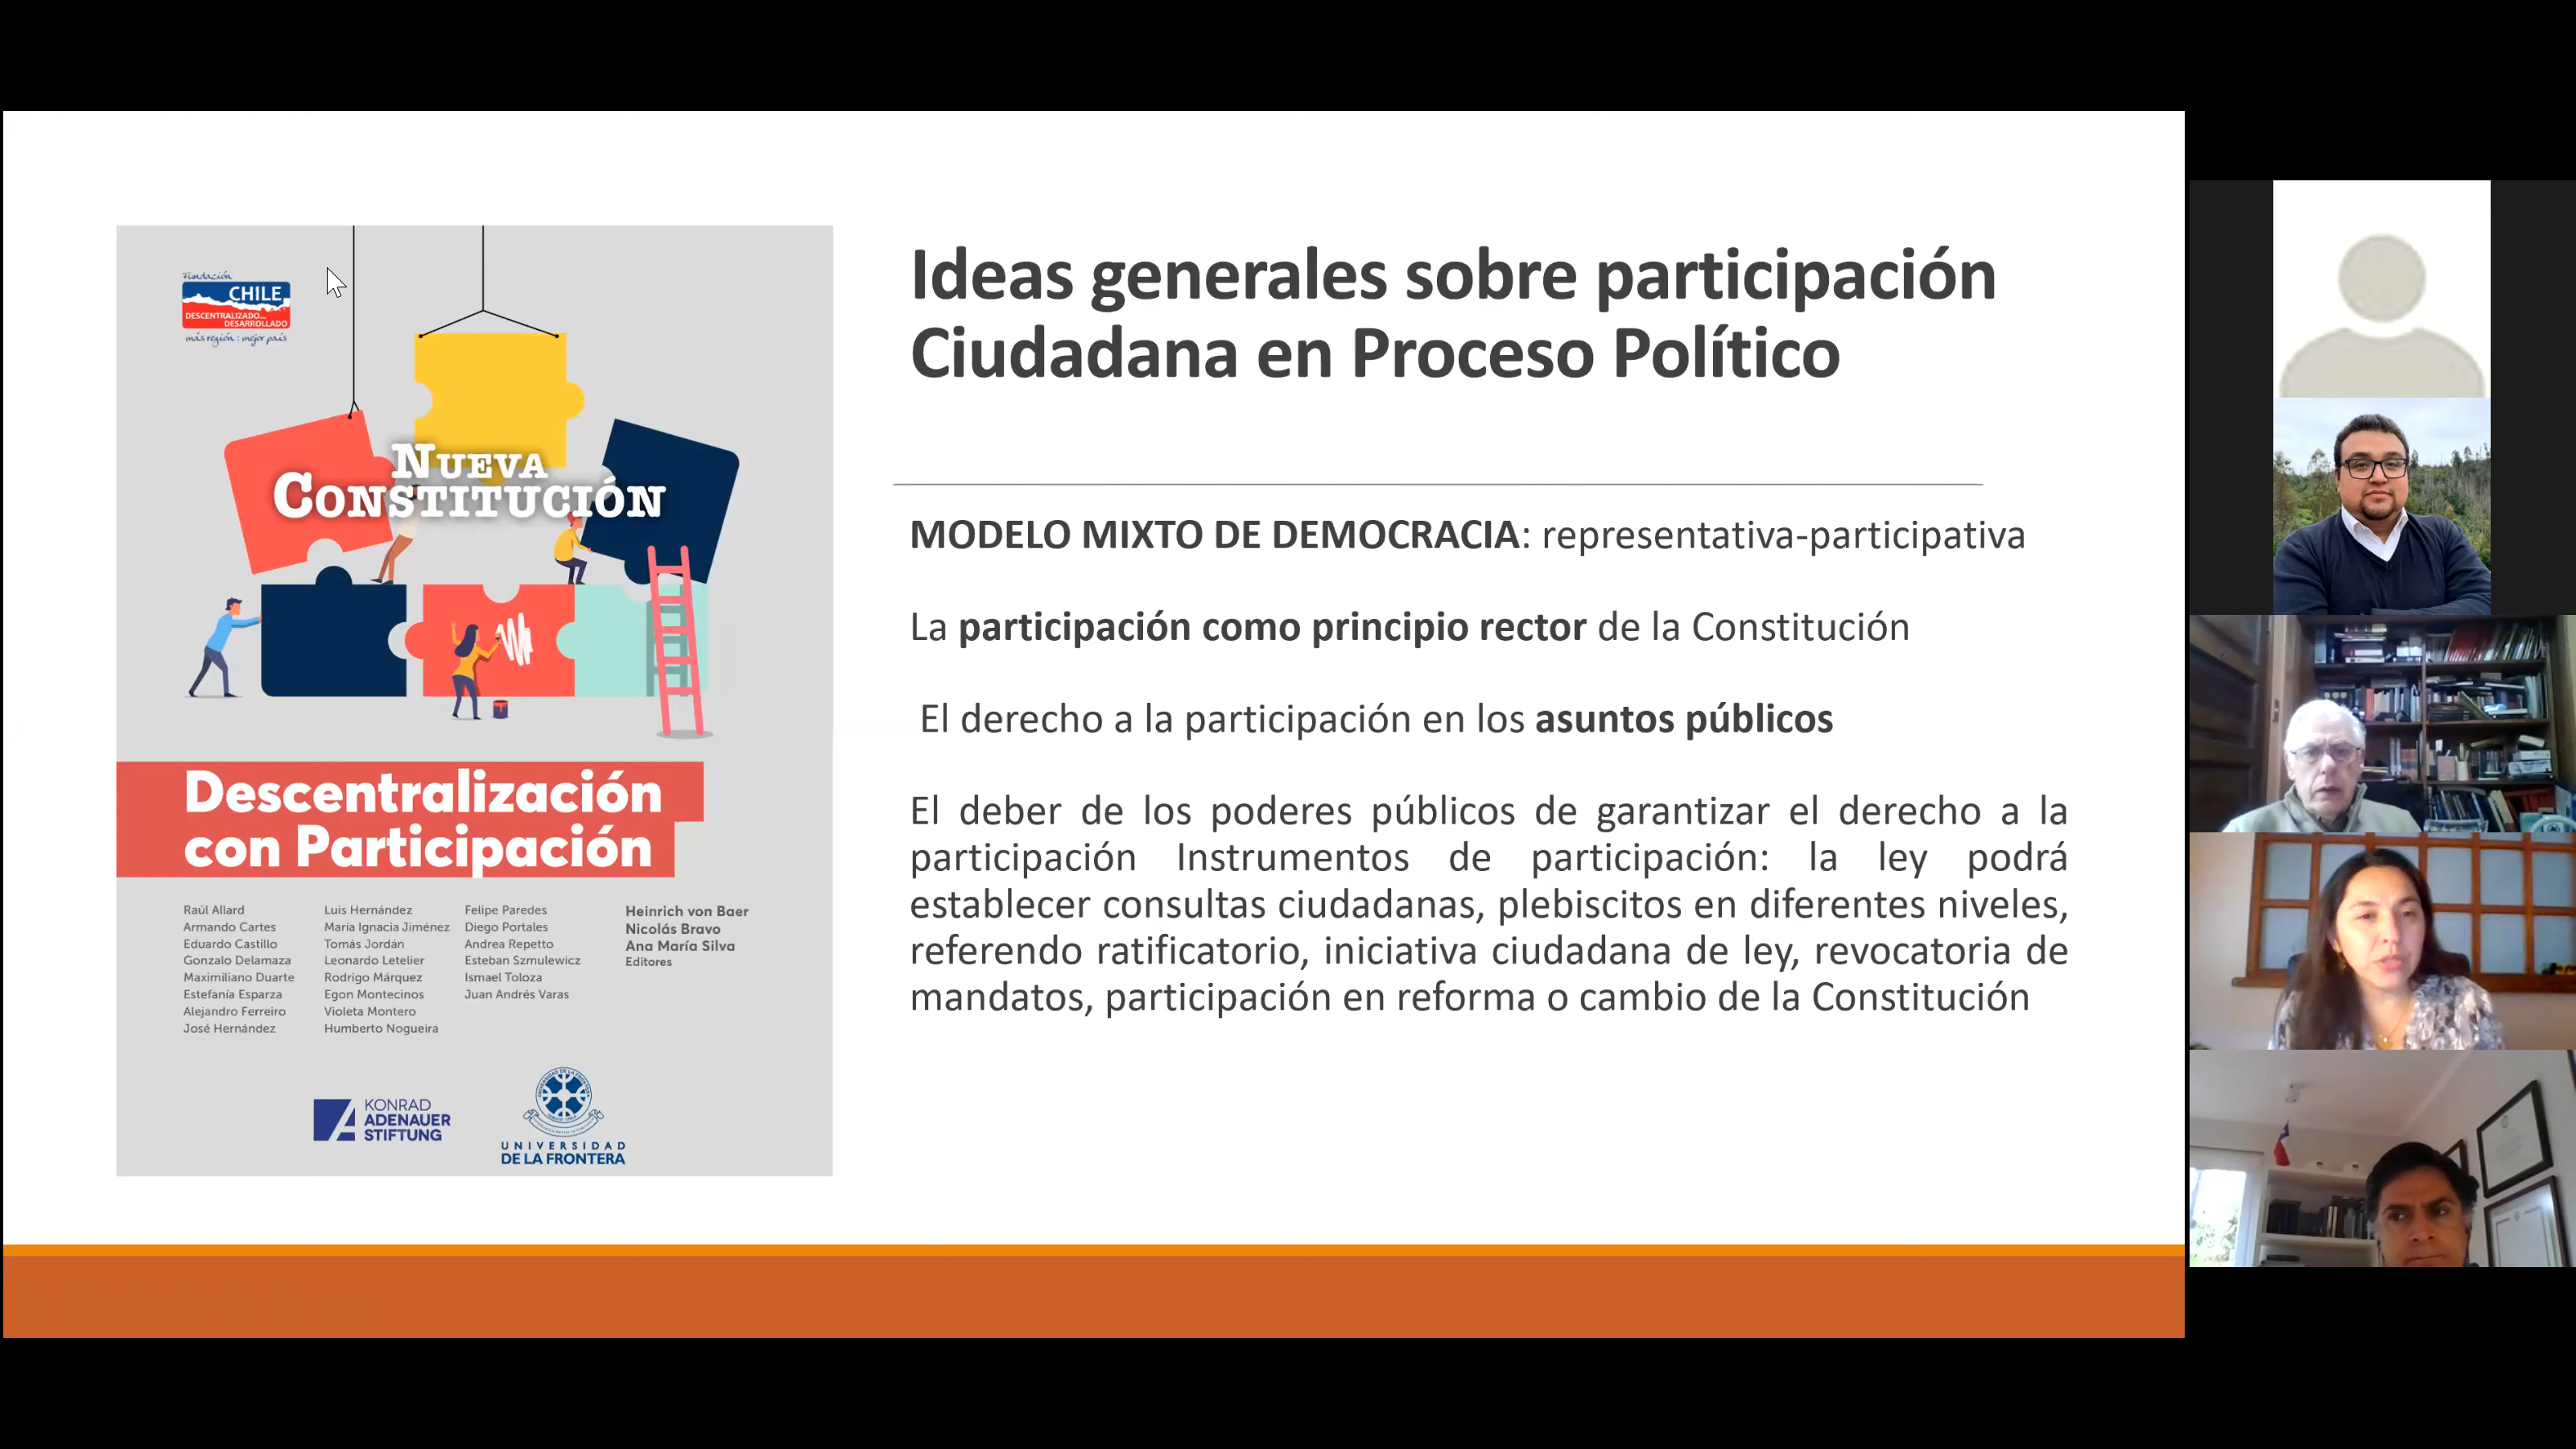 Fundación
CHILE
DESCENTRALIZADO...
DESARROLLADO
más región : mejor país
NUEVA
CONSTITUCIÓN
Descentralización
con Participación
Raúl Allard
Armando Cartes
Eduardo Castillo
Gonzalo Delamaza
Maximiliano Duarte
Estefanía Esparza
Alejandro Ferreiro
José Hernández
Luis Hernández
María Ignacia Jiménez
Tomás Jordán
Leonardo Letelier
Rodrigo Márquez
Egon Montecinos
Violeta Montero
Humberto Nogueira
Felipe Paredes
Diego Portales
Andrea Repetto
Esteban Szmulewicz
Ismael Toloza
Juan Andrés Varas
Heinrich von Baer
Nicolás Bravo
Ana María Silva
Editores
KONRAD
ADENAUER
STIFTUNG
UNIVERSIDAD
DE LA FRONTERA
Ideas generales sobre participación
Ciudadana en Proceso Político
MODELO MIXTO DE DEMOCRACIA: representativa-participativa
La participación como principio rector de la Constitución
El derecho a la participación en los asuntos públicos
El deber de los poderes públicos de garantizar el derecho a la
participación Instrumentos de participación: la ley podrá
establecer consultas ciudadanas, plebiscitos en diferentes niveles,
referendo ratificatorio, iniciativa ciudadana de ley, revocatoria de
mandatos, participación en reforma o cambio de la Constitución